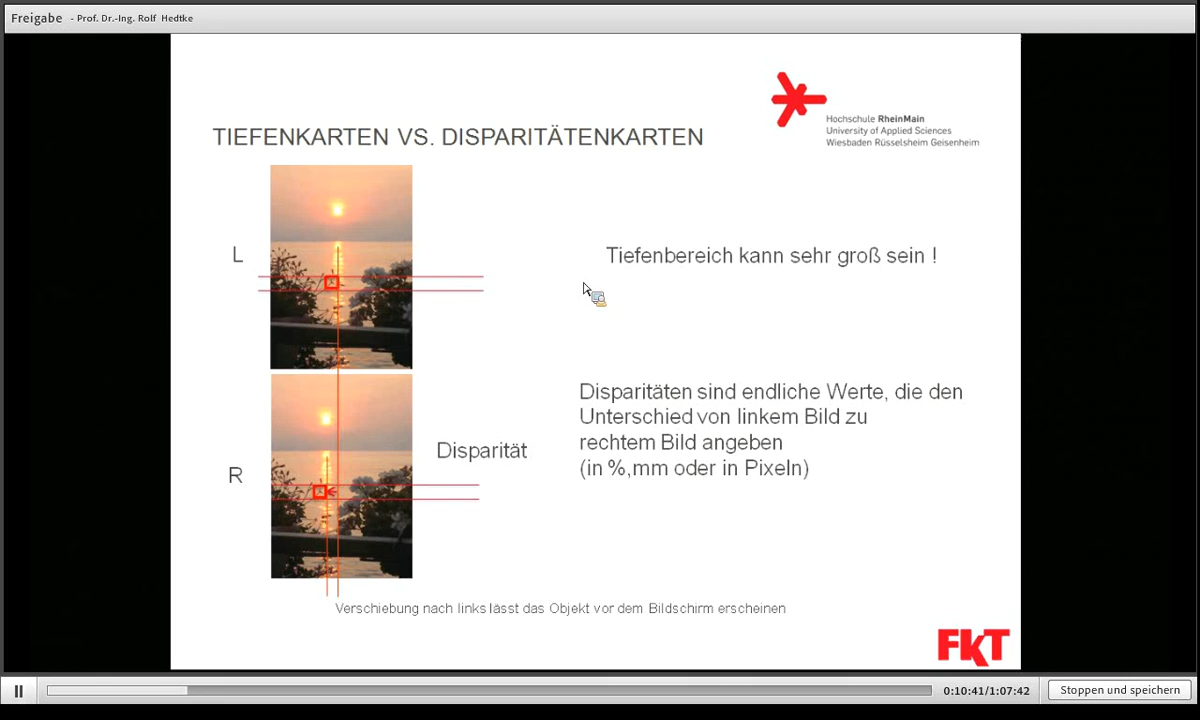 Freigabe - Prof. Dr.-Ing. Rolf Hedtke
Hochschule RheinMain
University of Applied Sciences
Wiesbaden Rüsselsheim Geisenheim
TIEFENKARTEN VS. DISPARITÄTENKARTEN
L
Tiefenbereich kann sehr groß sein !
R
Disparität
Disparitäten sind endliche Werte, die den
Unterschied von linkem Bild zu
rechtem Bild angeben
(in %,mm oder in Pixeln)
Verschiebung nach links lässt das Objekt vor dem Bildschirm erscheinen
FKT
0:10:41/1:07:42
Stoppen und speichern